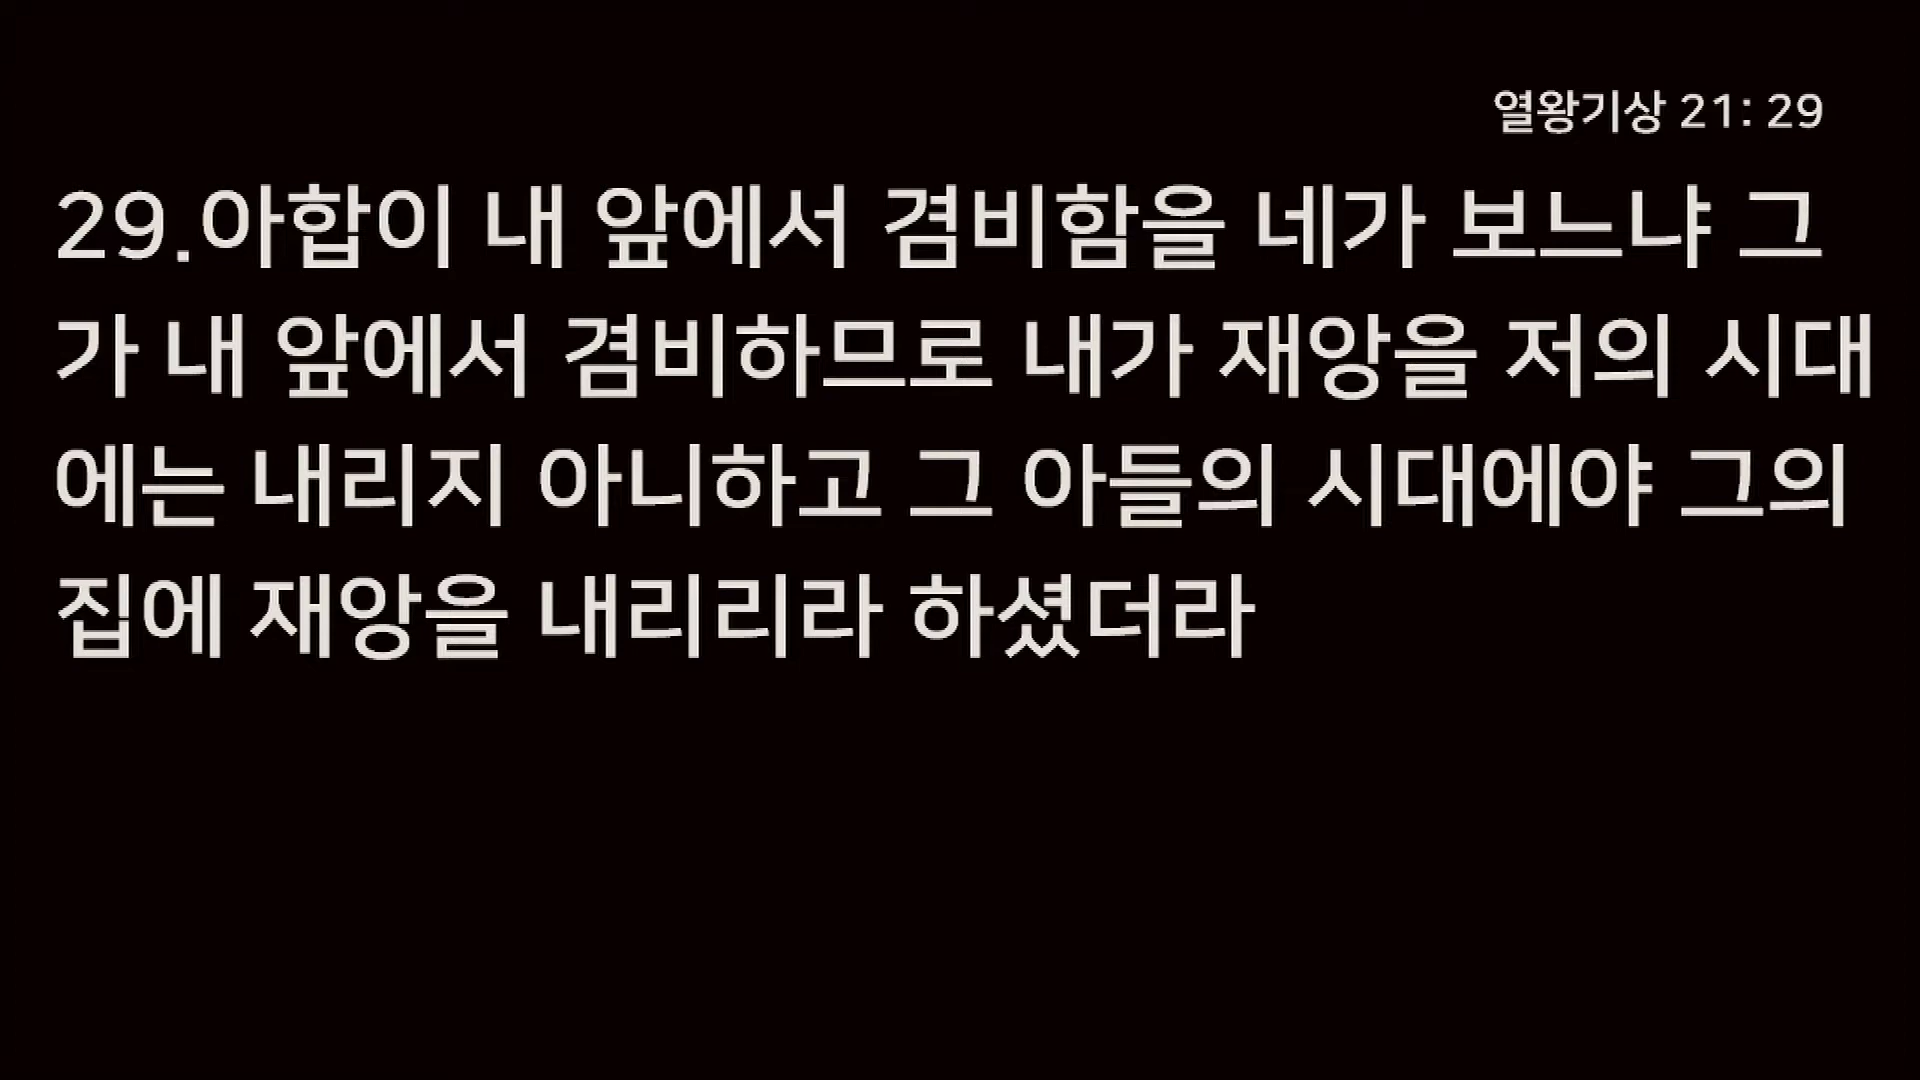 열왕기상 21: 29
29.아합이 내 앞에서 겸비함을 네가 보느냐 그
가 내 앞에서 겸비하므로 내가 재앙을 저의 시대
에는 내리지 아니하고 그 아들의 시대에야 그의
집에 재앙을 내리리라 하셨더라